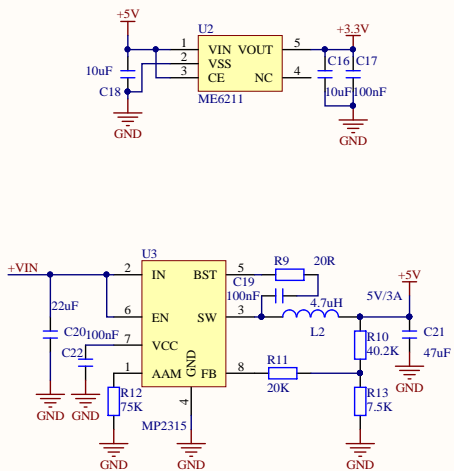 +5V
U2
+3.3V
1 VIN VOUT 5
2 VSS
3 CE NC 4
10uF
C18
C16 C17
10uF 100nF
ME6211
GND
GND
U3
+VIN
2 IN BST 5
R9 20R
C19
100nF
4.7uH
L2
+5V
5V/3A
22uF
6 EN SW 3
C20
100nF
C22
7 VCC
GND
1 AAM FB 8
R11
20K
R10
40.2K
C21
47uF
R12
75K
4
MP2315
R13
7.5K
GND
GND
GND
GND
GND
GND